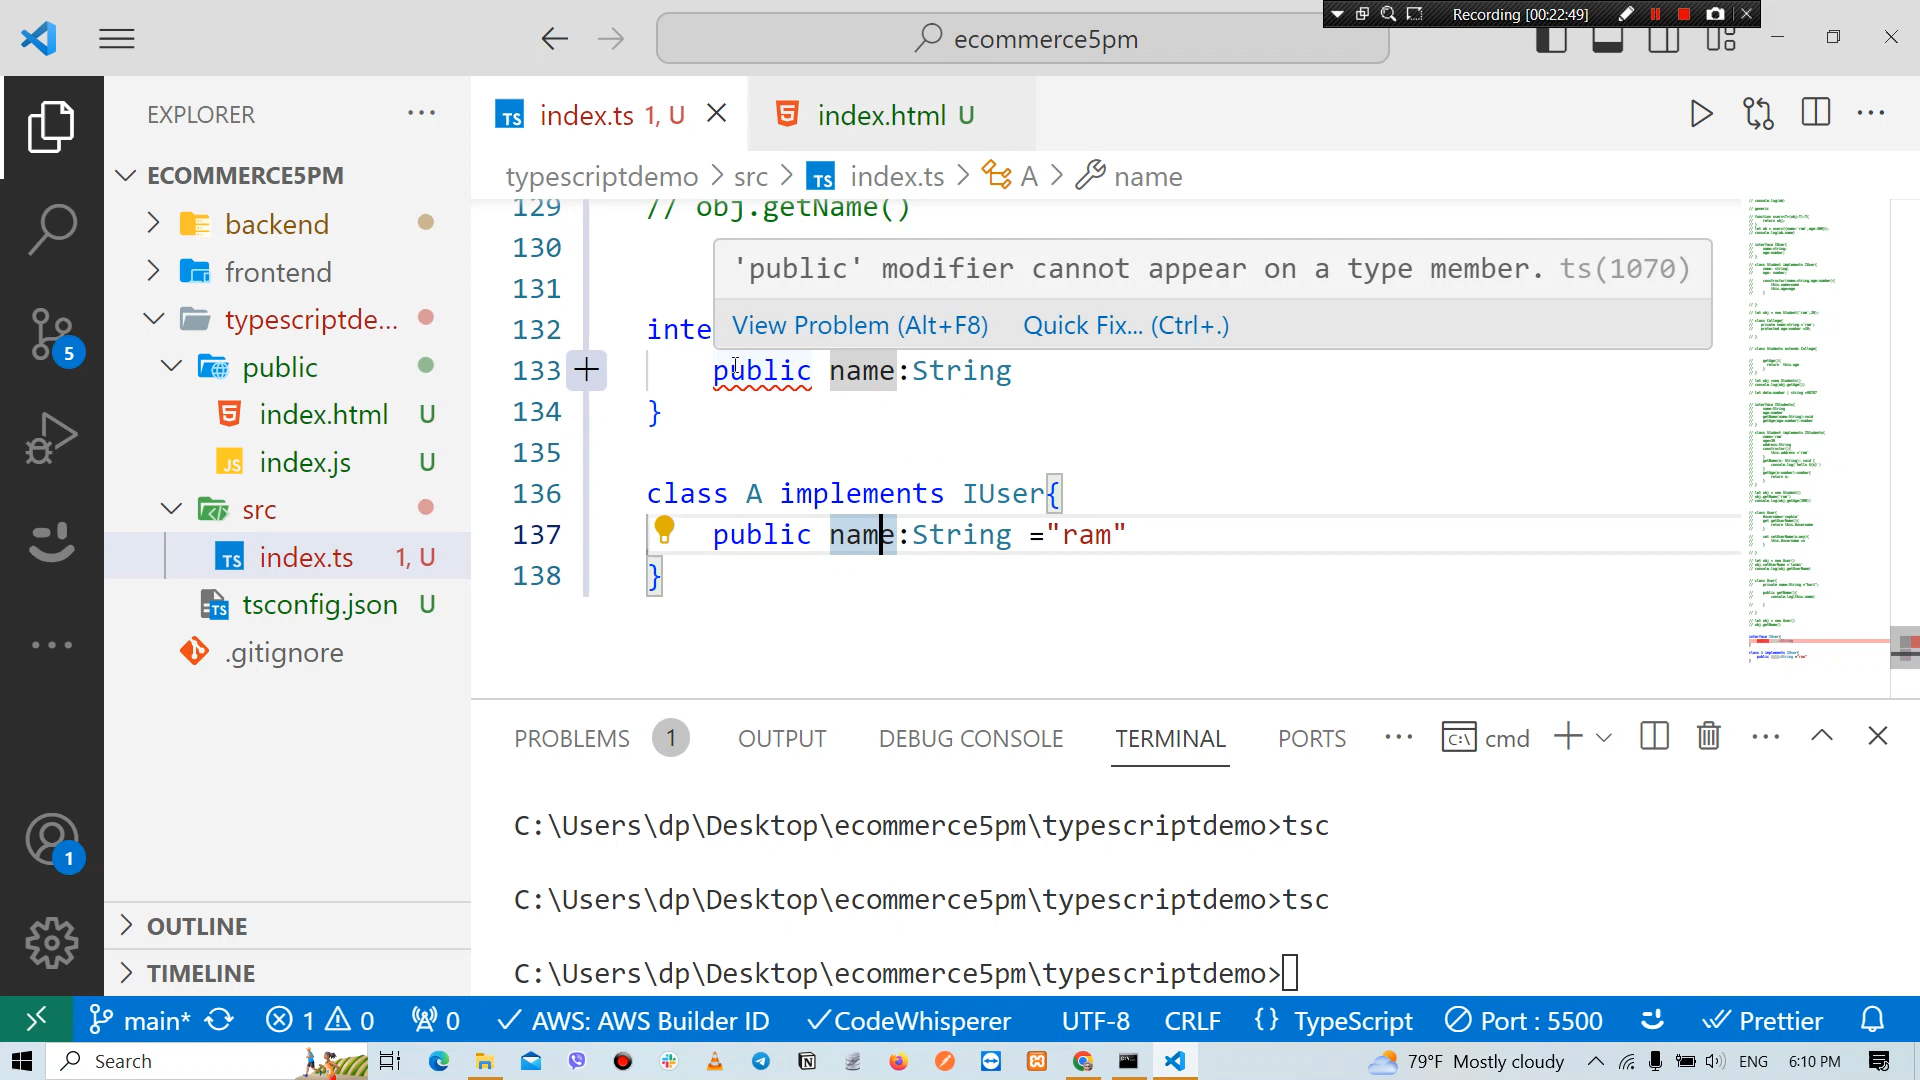 Recording [00:22:49]
ecommerce5pm
EXPLORER
ECOMMERCE5PM
backend
frontend
typescriptde...
public
index.html U
index.js U
src
index.ts 1, U
tsconfig.json U
.gitignore
OUTLINE
TIMELINE
5
1
index.ts 1, U
index.html U
typescriptdemo > src > TS index.ts > A > name
129 // obj.getName()
130
'public' modifier cannot appear on a type member. ts(1070)
View Problem (Alt+F8) Quick Fix... (Ctrl+.)
131
132 inte
133 public name:String
134 }
135
136 class A implements IUser{
137 public name:String ="ram"
138 }
PROBLEMS 1 OUTPUT DEBUG CONSOLE TERMINAL PORTS cmd
C:\Users\dp\Desktop\ecommerce5pm\typescriptdemo>tsc
C:\Users\dp\Desktop\ecommerce5pm\typescriptdemo>tsc
C:\Users\dp\Desktop\ecommerce5pm\typescriptdemo>
main* 1 0 0 AWS: AWS Builder ID CodeWhisperer UTF-8 CRLF {} TypeScript Port : 5500 Prettier
Search 79°F Mostly cloudy ENG 6:10 PM